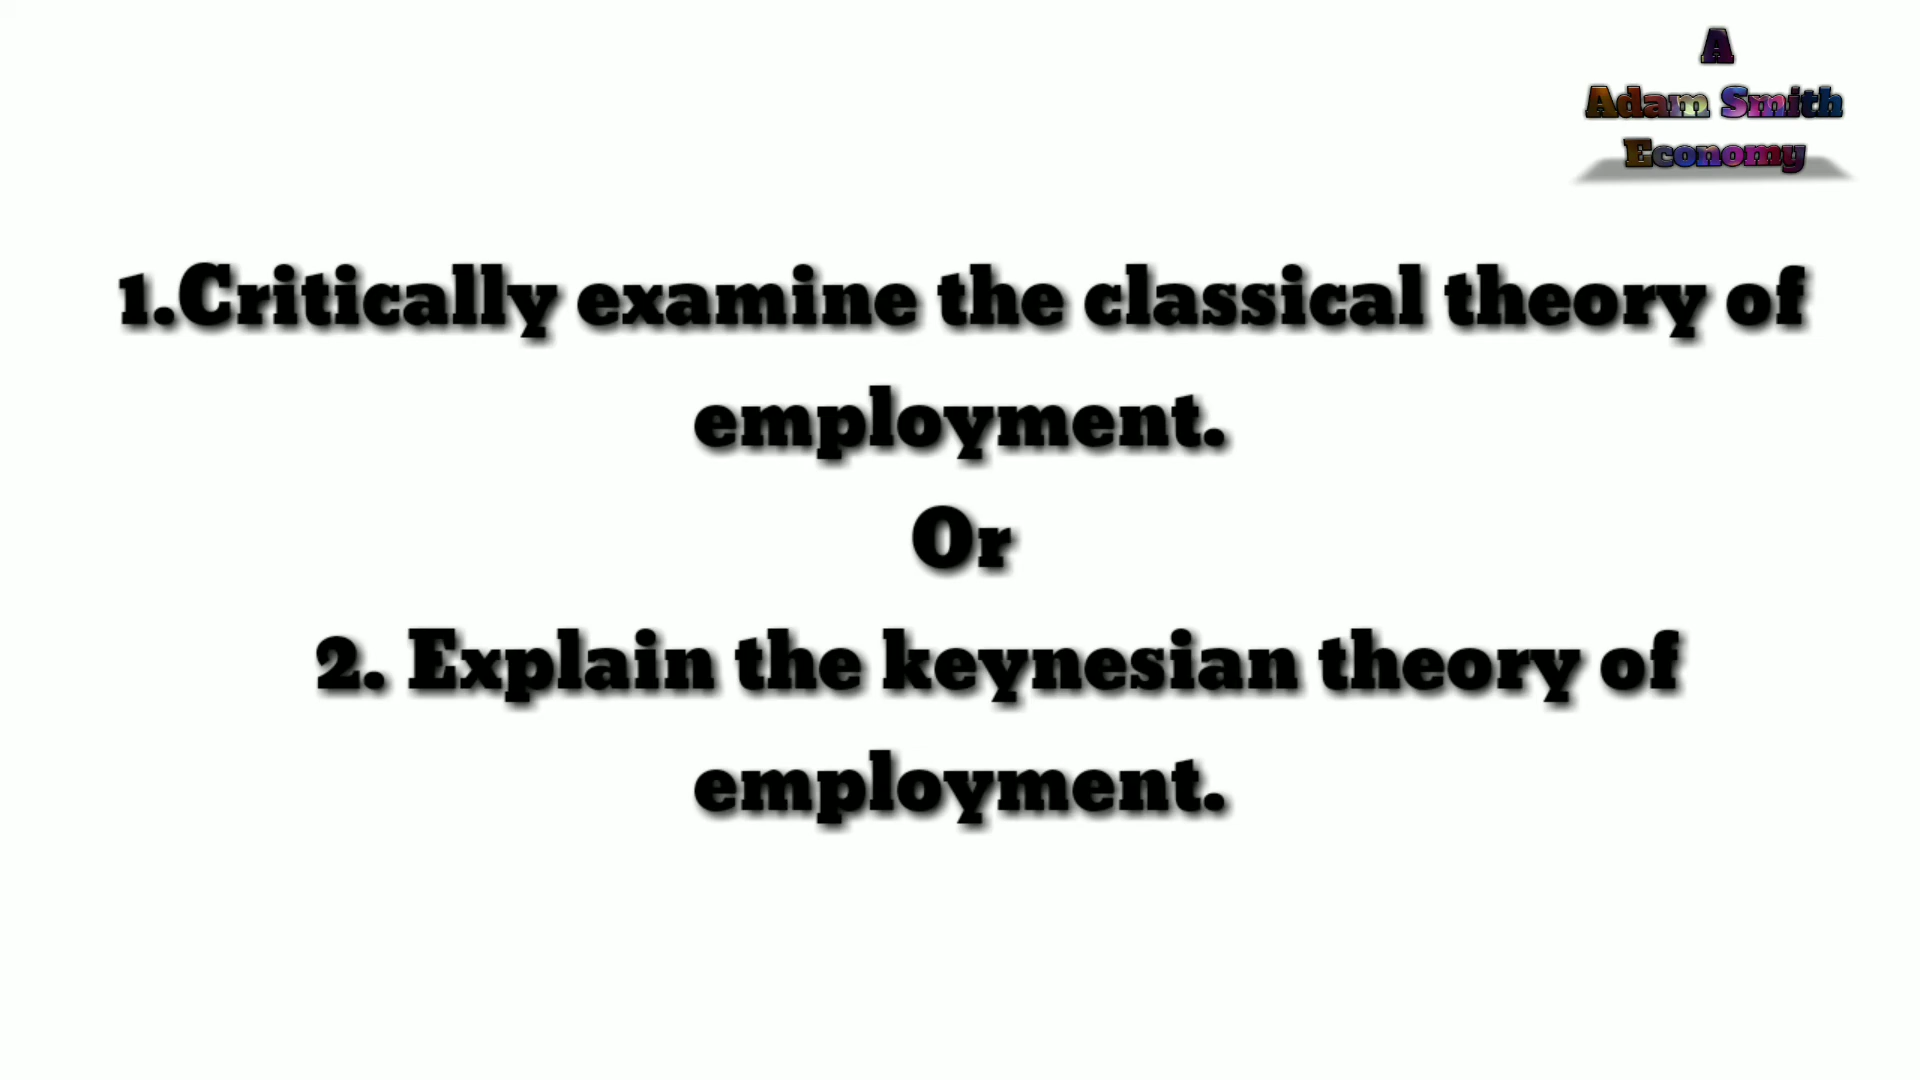 A
Adam Smith
Economy
1.Critically examine the classical theory of
employment.
Or
2. Explain the keynesian theory of
employment.